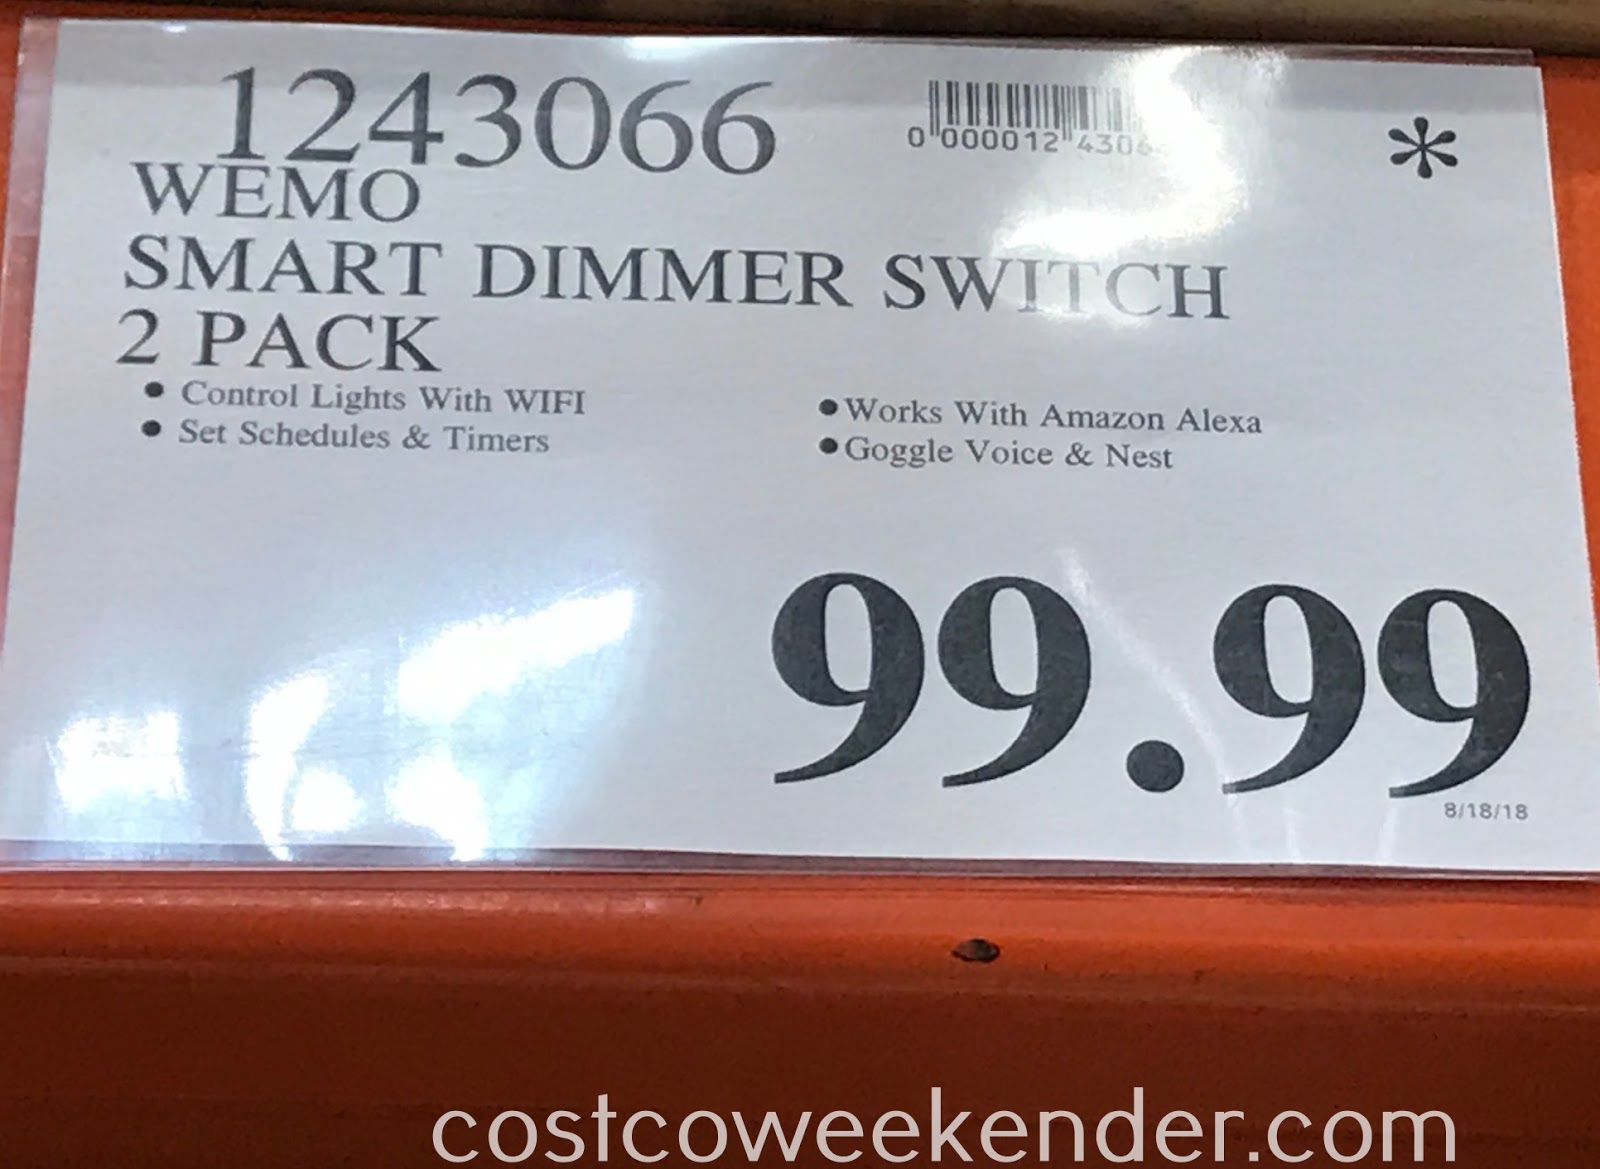 1243066
0 000012 4306
*
WEMO
SMART DIMMER SWITCH
2 PACK
• Control Lights With WIFI
• Set Schedules & Timers
• Works With Amazon Alexa
• Goggle Voice & Nest
99.99
8/18/18
costcoweekender.com